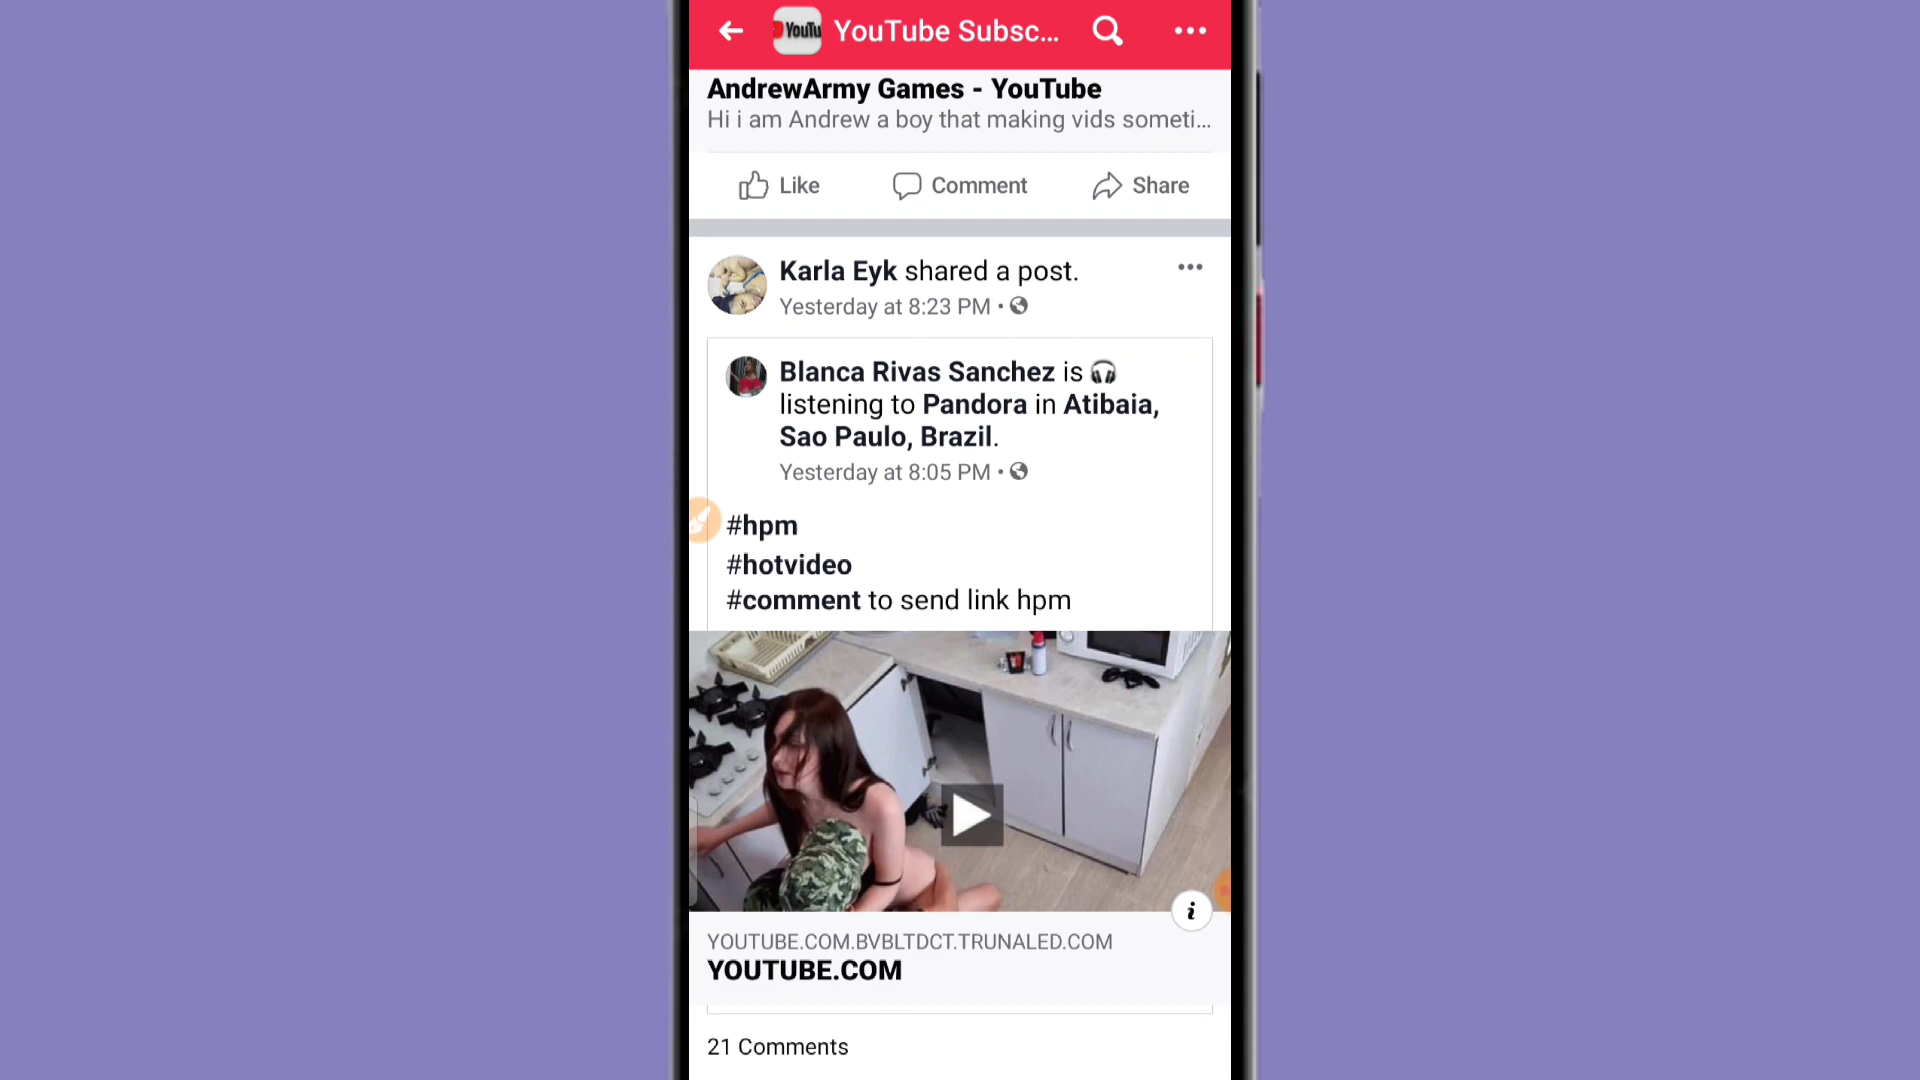 YouTu
YouTube Subsc...
AndrewArmy Games - YouTube
Hi i am Andrew a boy that making vids someti...
Like
Comment
Share
Karla Eyk shared a post.
Yesterday at 8:23 PM •
Blanca Rivas Sanchez is
listening to Pandora in Atibaia,
Sao Paulo, Brazil.
Yesterday at 8:05 PM •
#hpm
#hotvideo
#comment to send link hpm
i
YOUTUBE.COM.BVBLTDCT.TRUNALED.COM
YOUTUBE.COM
21 Comments